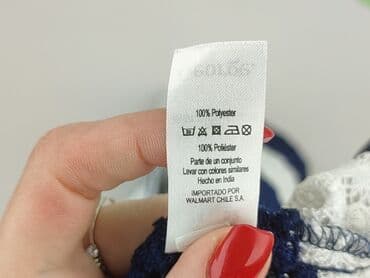 100% Polyester
100% Poliéster
Parte de un conjunto
Lavar con colores similares
Hecho en India
IMPORTADO POR
WALMART CHILE S.A.